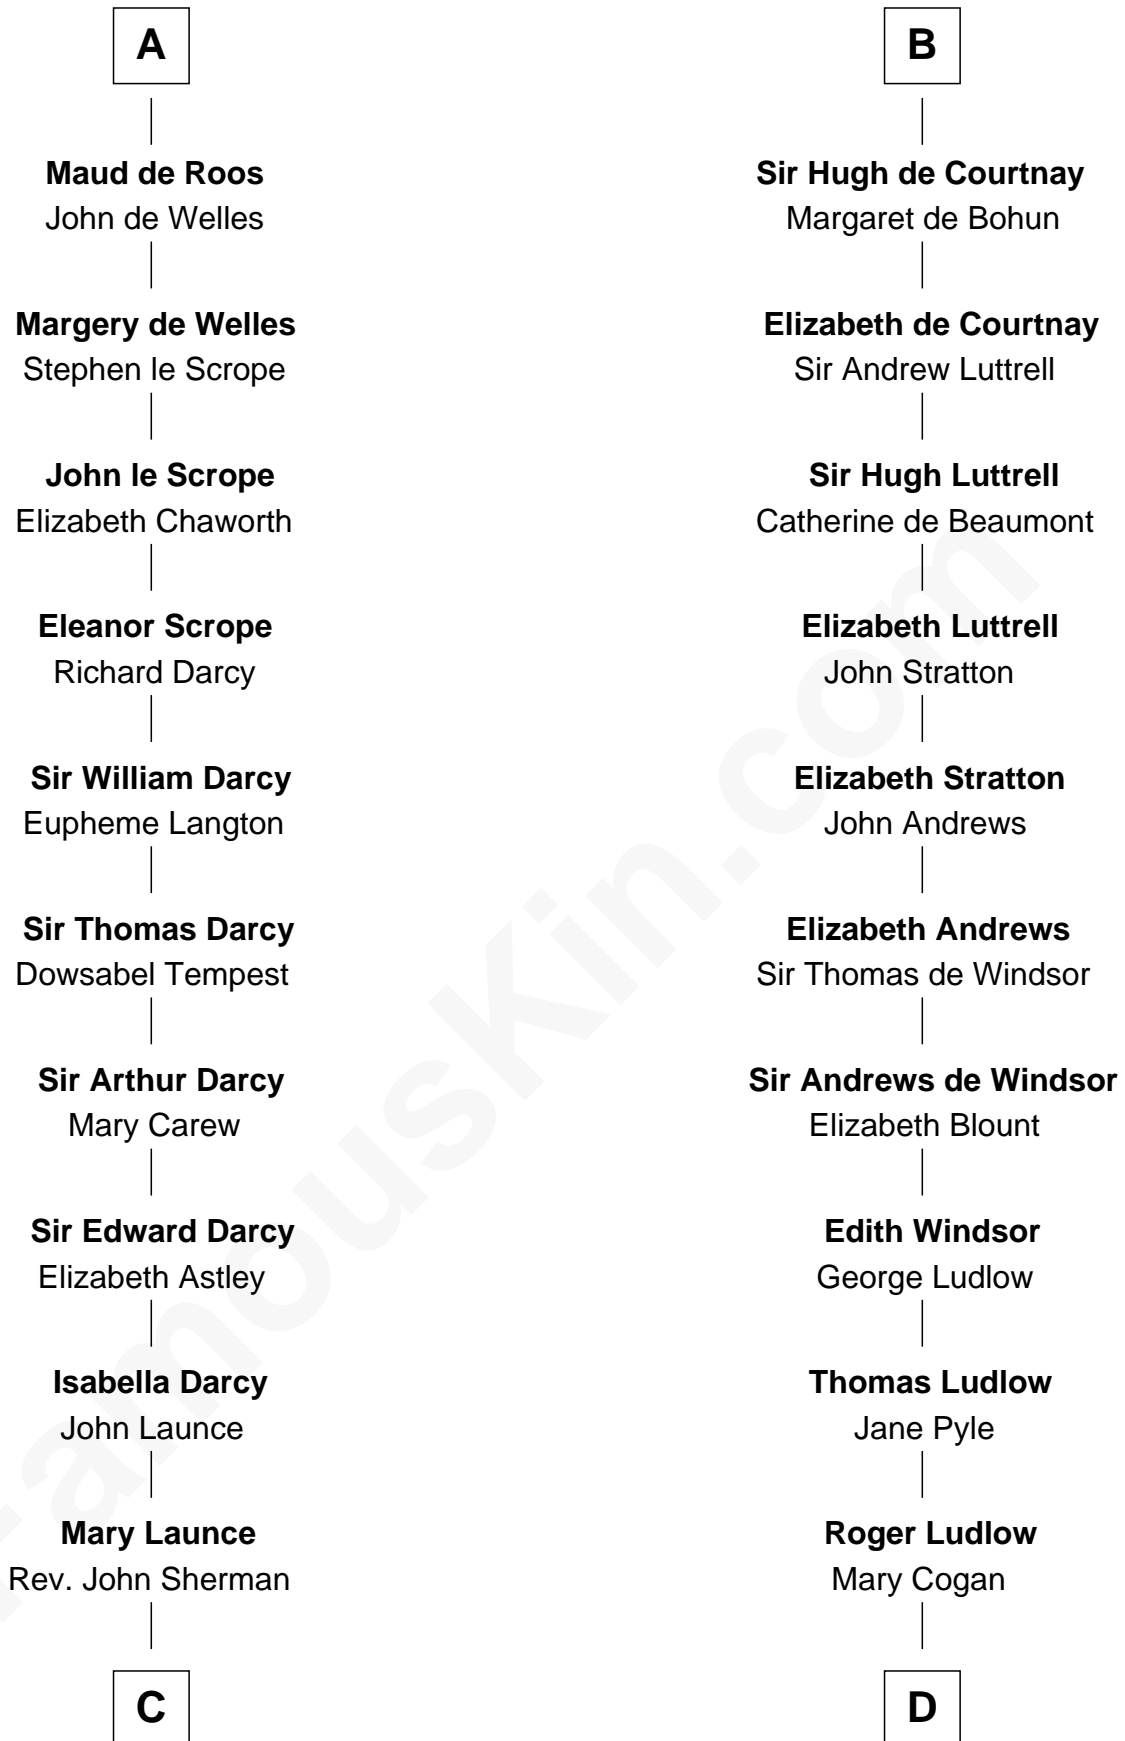 A
Maud de Roos
John de Welles
Margery de Welles
Stephen le Scrope
John le Scrope
Elizabeth Chaworth
Eleanor Scrope
Richard Darcy
Sir William Darcy
Eupheme Langton
Sir Thomas Darcy
Dowsabel Tempest
Sir Arthur Darcy
Mary Carew
Sir Edward Darcy
Elizabeth Astley
Isabella Darcy
John Launce
Mary Launce
Rev. John Sherman
C
B
Sir Hugh de Courtnay
Margaret de Bohun
Elizabeth de Courtnay
Sir Andrew Luttrell
Sir Hugh Luttrell
Catherine de Beaumont
Elizabeth Luttrell
John Stratton
Elizabeth Stratton
John Andrews
Elizabeth Andrews
Sir Thomas de Windsor
Sir Andrews de Windsor
Elizabeth Blount
Edith Windsor
George Ludlow
Thomas Ludlow
Jane Pyle
Roger Ludlow
Mary Cogan
D
FamousKin.com